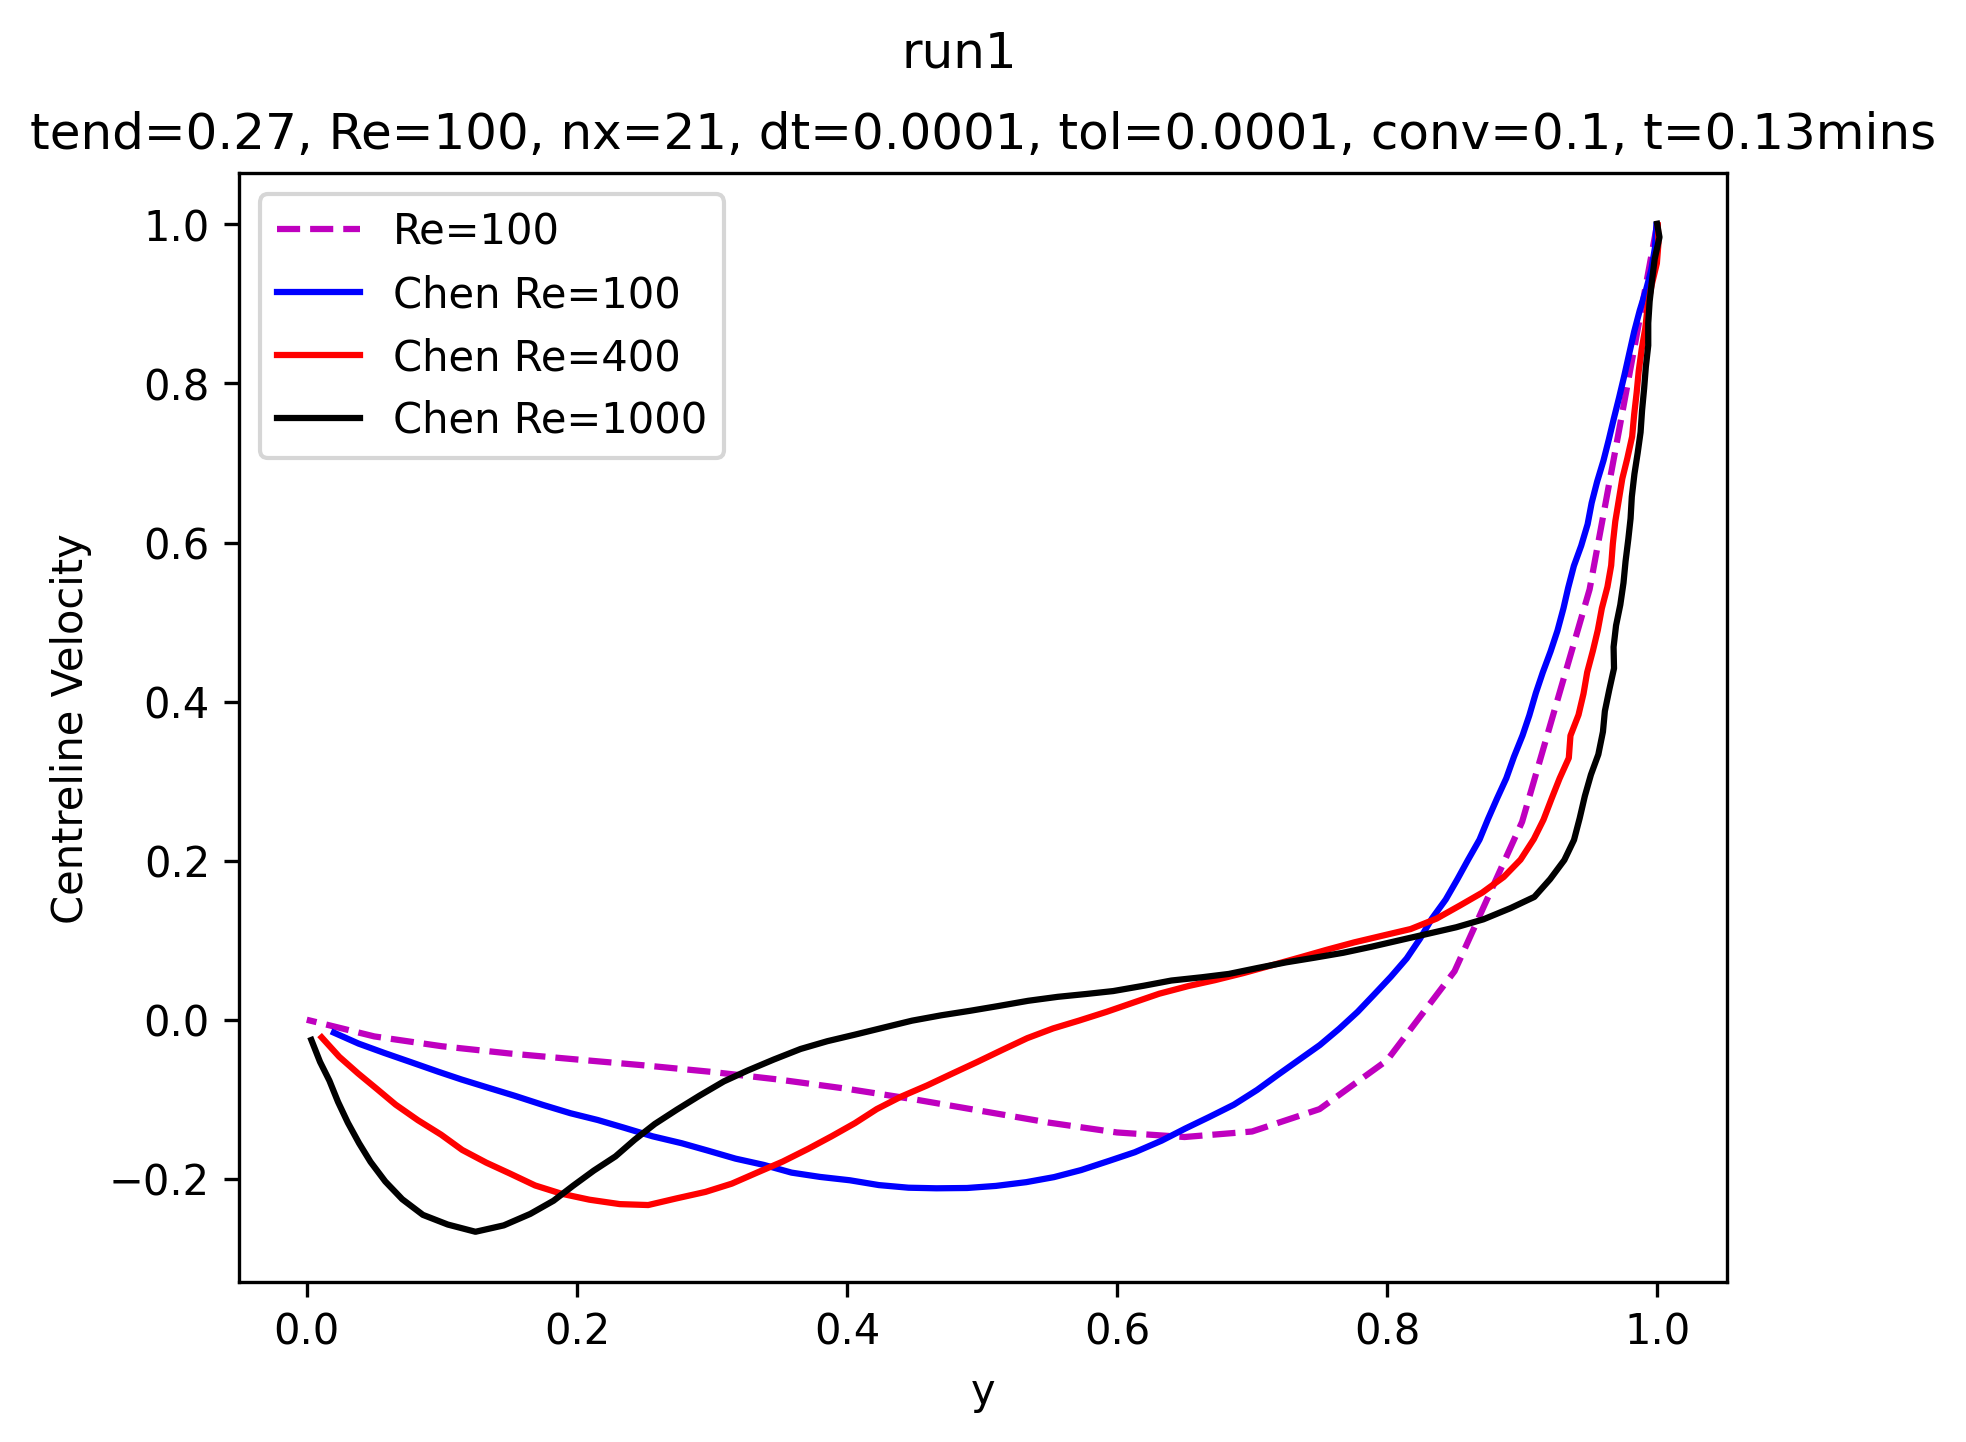 run1
tend=0.27, Re=100, nx=21, dt=0.0001, tol=0.0001, conv=0.1, t=0.13mins
Re=100
Chen Re=100
Chen Re=400
Chen Re=1000
1.0
0.8
0.6
0.4
0.2
0.0
−0.2
Centreline Velocity
0.0 0.2 0.4 0.6 0.8 1.0
y